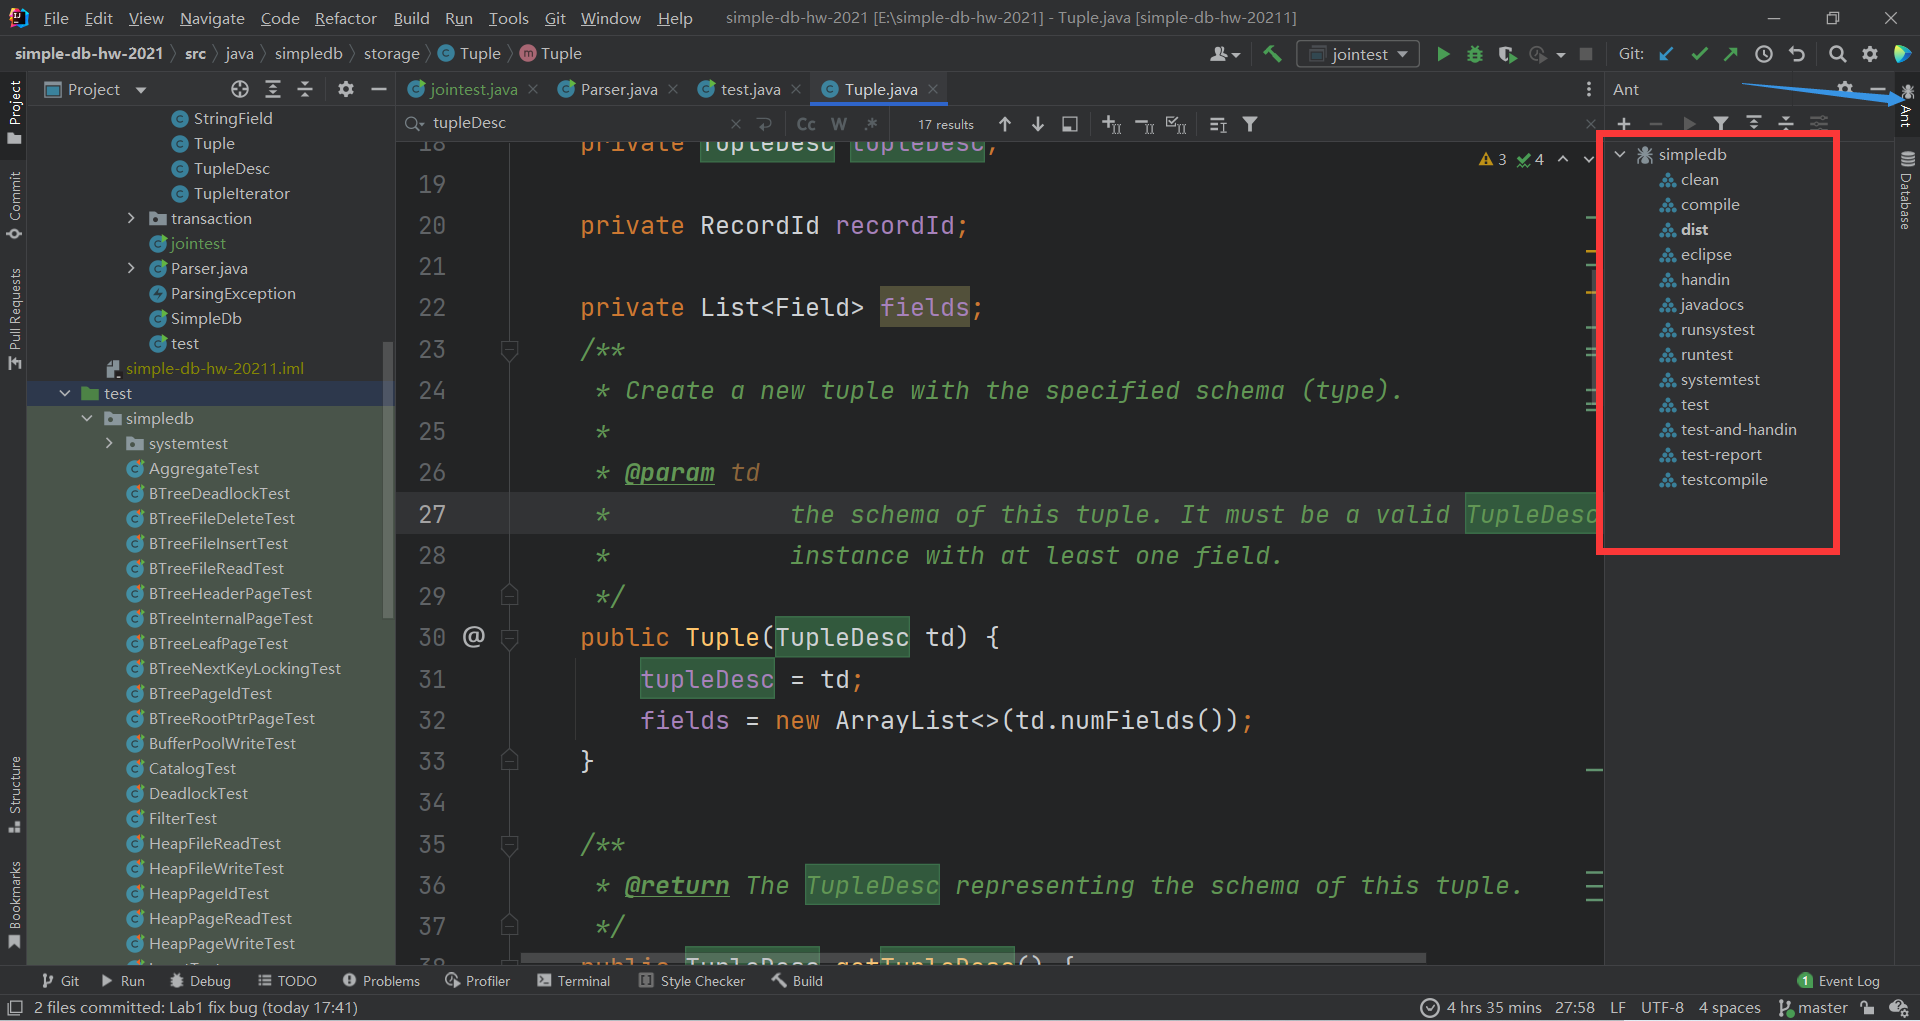 File Edit View Navigate Code Refactor Build Run Tools Git Window Help simple-db-hw-2021 [E:\simple-db-hw-2021] - Tuple.java [simple-db-hw-20211]
simple-db-hw-2021 src java simpledb storage Tuple Tuple
jointest Git:
Project
jointest.java Parser.java test.java Tuple.java
Ant
tupleDesc Cc W .* 17 results
Project
Commit
Pull Requests
Structure
Bookmarks
StringField
Tuple
TupleDesc
TupleIterator
transaction
jointest
Parser.java
ParsingException
SimpleDb
test
simple-db-hw-20211.iml
test
simpledb
systemtest
AggregateTest
BTreeDeadlockTest
BTreeFileDeleteTest
BTreeFileInsertTest
BTreeFileReadTest
BTreeHeaderPageTest
BTreeInternalPageTest
BTreeLeafPageTest
BTreeNextKeyLockingTest
BTreePageIdTest
BTreeRootPtrPageTest
BufferPoolWriteTest
CatalogTest
DeadlockTest
FilterTest
HeapFileReadTest
HeapFileWriteTest
HeapPageIdTest
HeapPageReadTest
HeapPageWriteTest
3 4
18 private TupleDesc tupleDesc;
19
20 private RecordId recordId;
21
22 private List<Field> fields;
23 /**
24 * Create a new tuple with the specified schema (type).
25 *
26 * @param td
27 * the schema of this tuple. It must be a valid TupleDesc
28 * instance with at least one field.
29 */
30 @ public Tuple(TupleDesc td) {
31 tupleDesc = td;
32 fields = new ArrayList<>(td.numFields());
33 }
34
35 /**
36 * @return The TupleDesc representing the schema of this tuple.
37 */
38 public TupleDesc getTupleDesc() {
simpledb
clean
compile
dist
eclipse
handin
javadocs
runsystest
runtest
systemtest
test
test-and-handin
test-report
testcompile
Ant
Database
Git Run Debug TODO Problems Profiler Terminal Style Checker Build 1 Event Log
2 files committed: Lab1 fix bug (today 17:41) 4 hrs 35 mins 27:58 LF UTF-8 4 spaces master